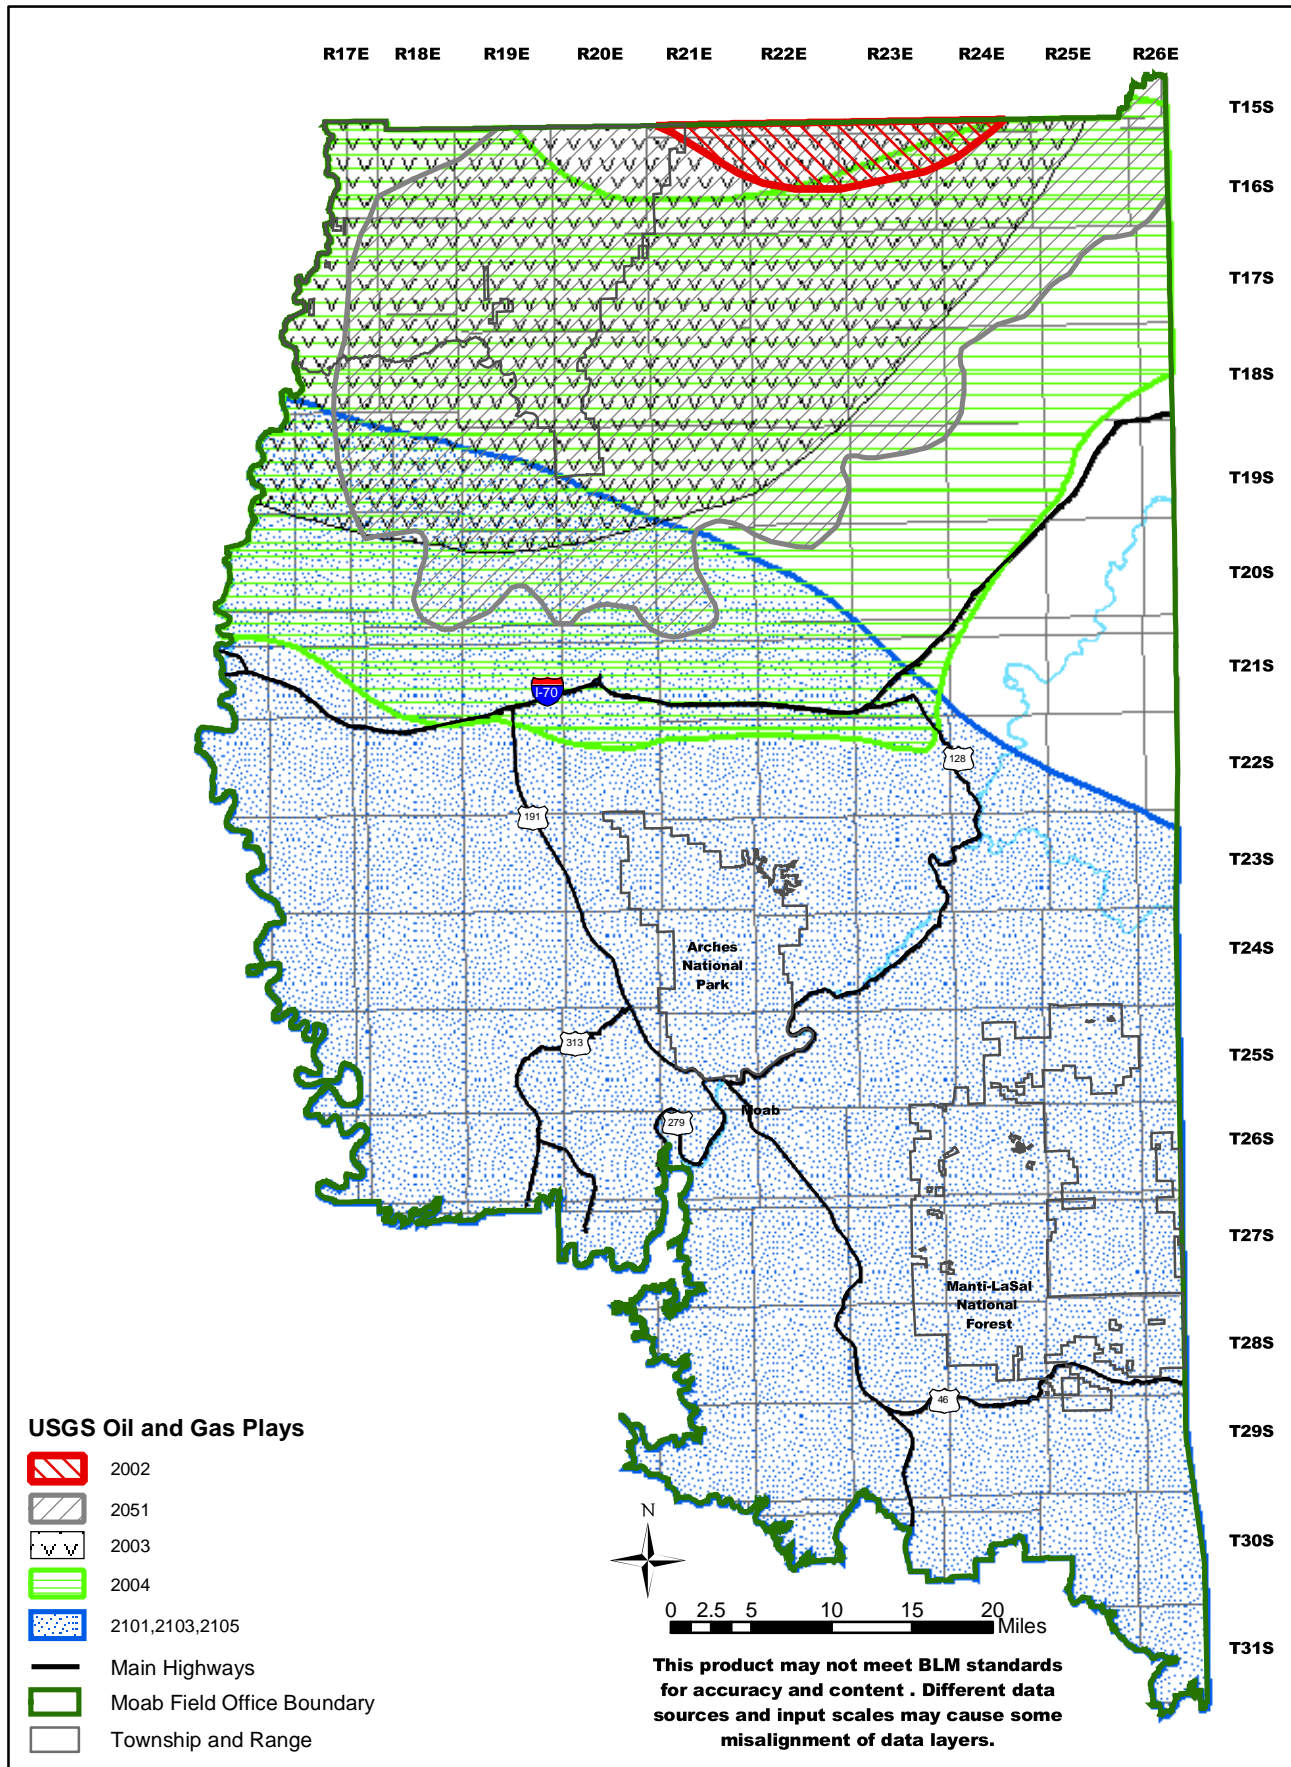 R17E R18E R19E R20E R21E R22E R23E R24E R25E R26E
T15S
T16S
T17S
T18S
T19S
T20S
T21S
I-70
T22S
128
191
T23S
T24S
Arches
National
Park
T25S
313
Moab
279
T26S
T27S
Manti-LaSal
National
Forest
T28S
46
T29S
T30S
T31S
USGS Oil and Gas Plays
2002
2051
2003
2004
2101,2103,2105
Main Highways
Moab Field Office Boundary
Township and Range
N
0 2.5 5 10 15 20
Miles
This product may not meet BLM standards
for accuracy and content . Different data
sources and input scales may cause some
misalignment of data layers.